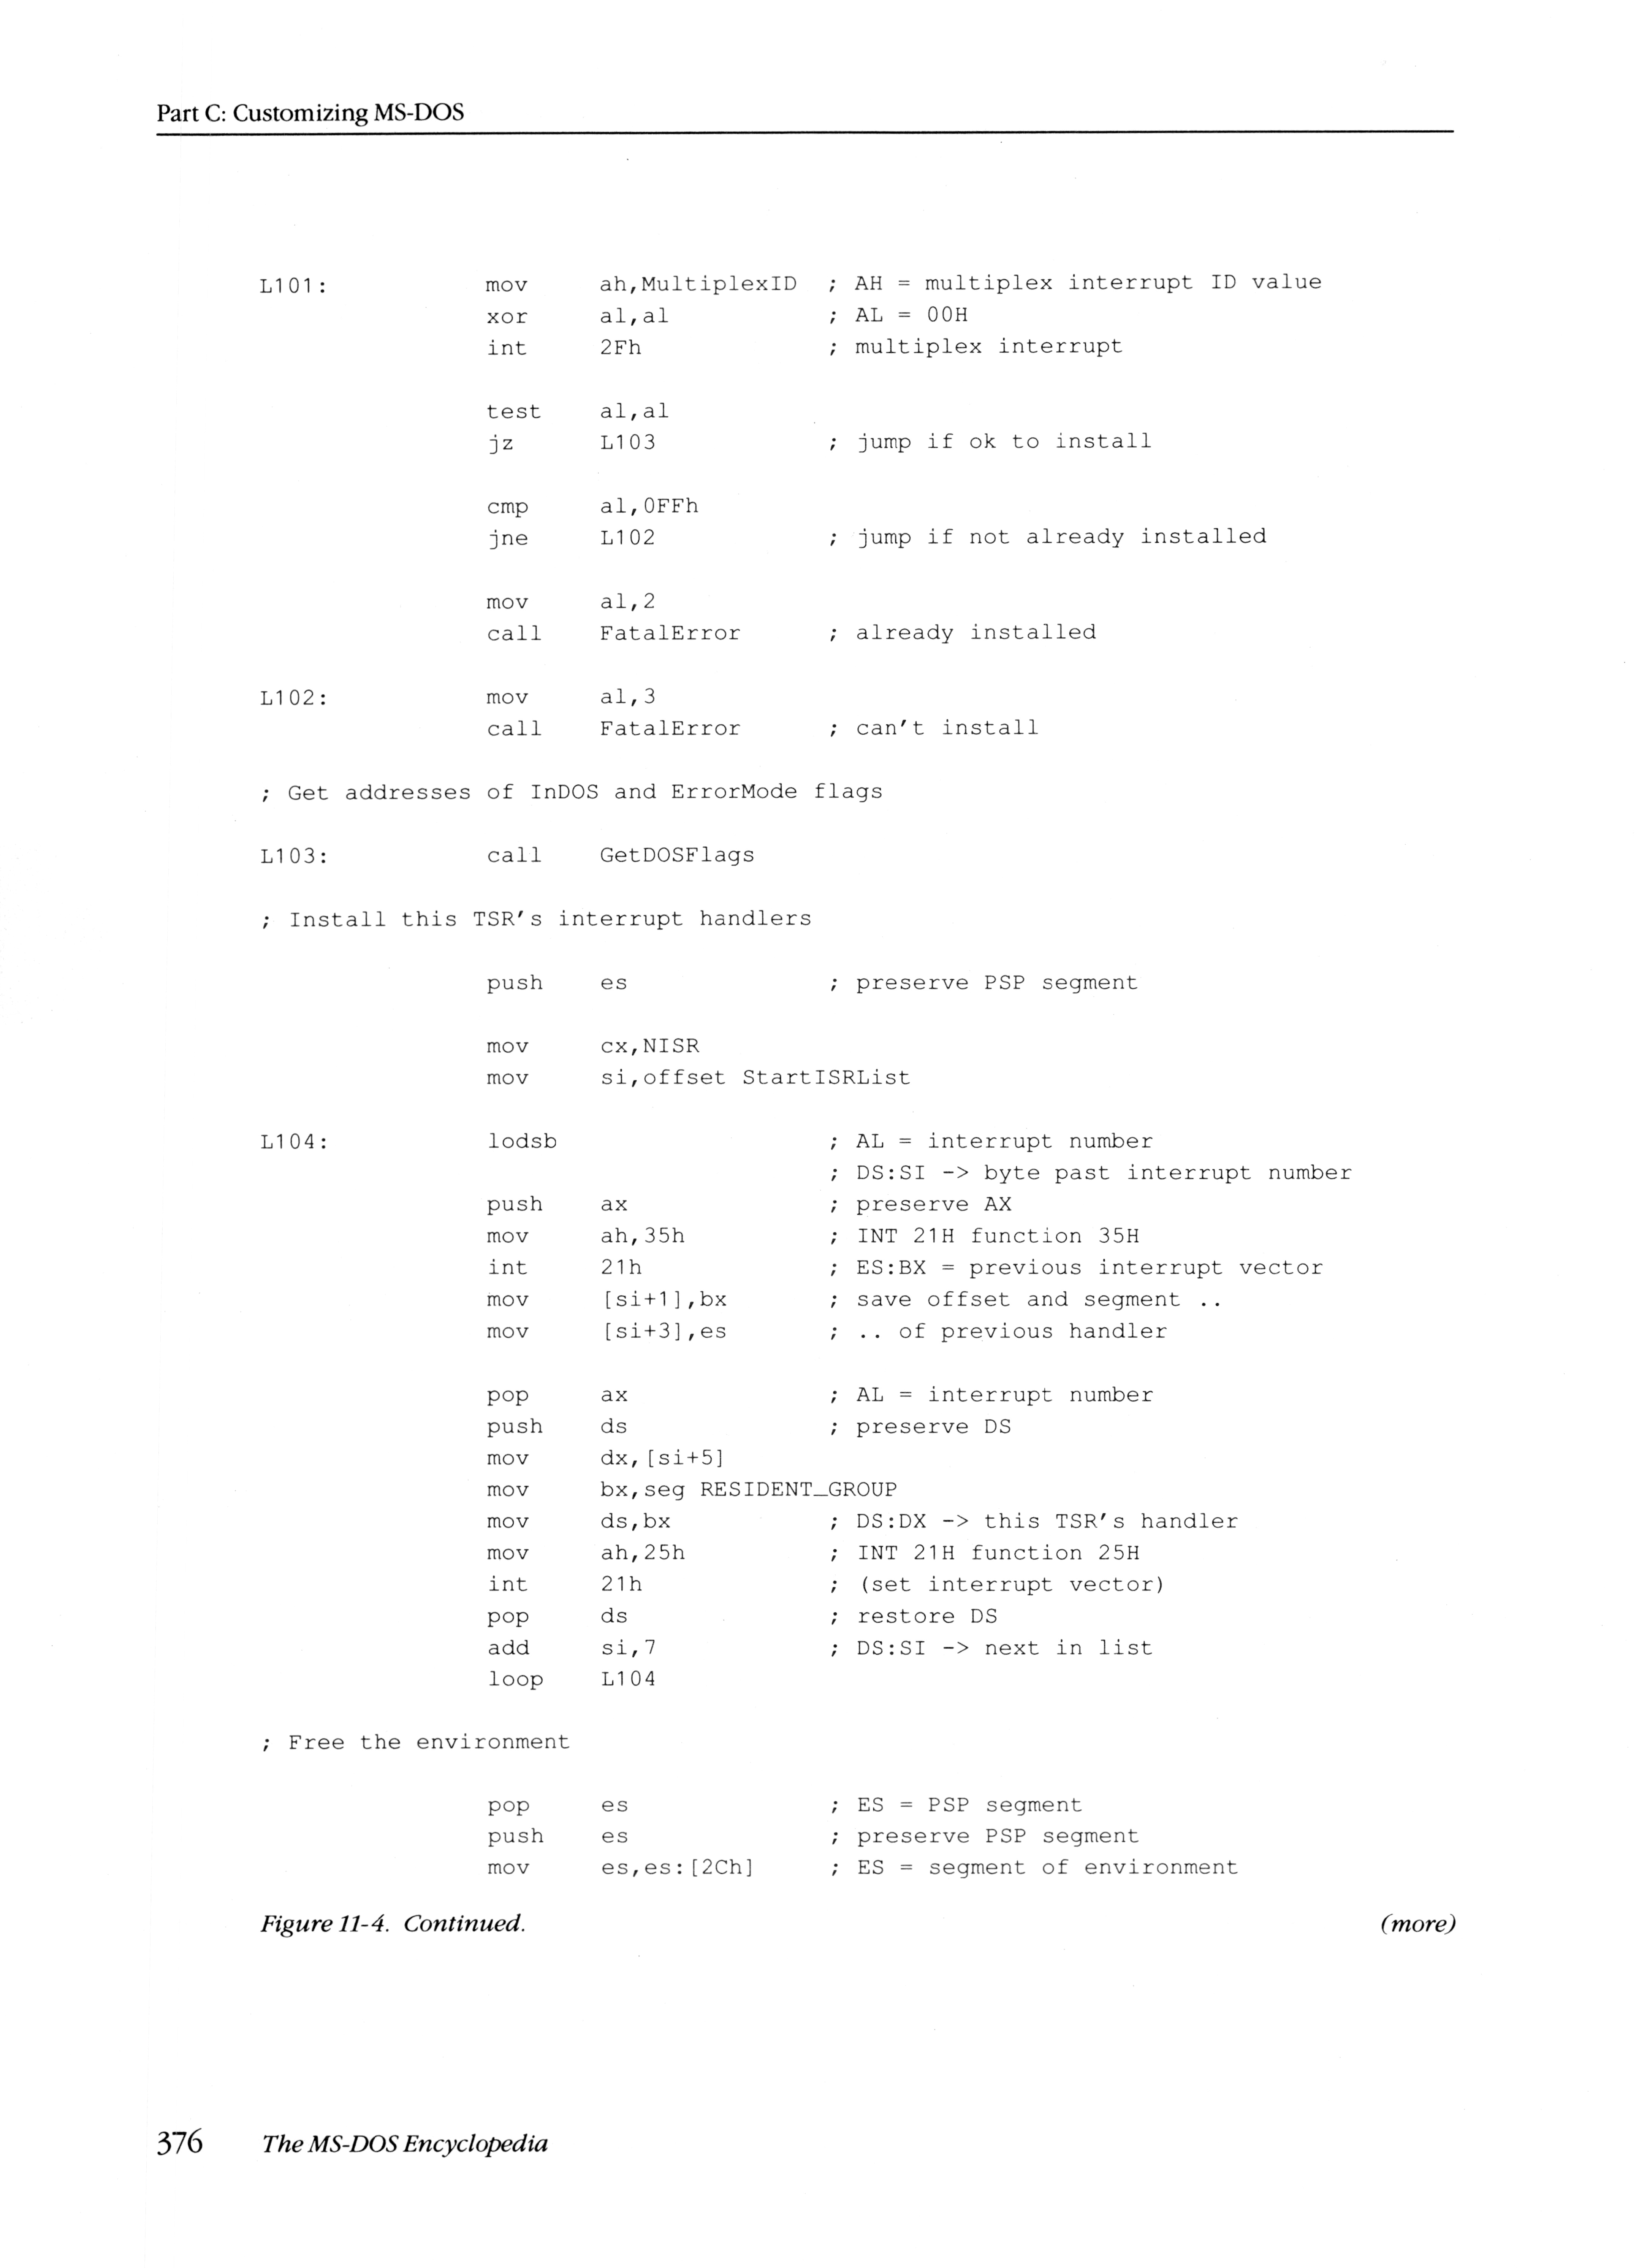 Part C: Customizing MS-DOS
L101: mov ah,MultiplexID ; AH = multiplex interrupt ID value
xor al,al ; AL = 00H
int 2Fh ; multiplex interrupt
test al,al
jz L103 ; jump if ok to install
cmp al,0FFh
jne L102 ; jump if not already installed
mov al,2
call FatalError ; already installed
L102: mov al,3
call FatalError ; can't install
; Get addresses of InDOS and ErrorMode flags
L103: call GetDOSFlags
; Install this TSR's interrupt handlers
push es ; preserve PSP segment
mov cx,NISR
mov si,offset StartISRList
L104: lodsb ; AL = interrupt number
; DS:SI -> byte past interrupt number
push ax ; preserve AX
mov ah,35h ; INT 21H function 35H
int 21h ; ES:BX = previous interrupt vector
mov [si+1],bx ; save offset and segment ..
mov [si+3],es ; .. of previous handler
pop ax ; AL = interrupt number
push ds ; preserve DS
mov dx,[si+5]
mov bx,seg RESIDENT_GROUP
mov ds,bx ; DS:DX -> this TSR's handler
mov ah,25h ; INT 21H function 25H
int 21h ; (set interrupt vector)
pop ds ; restore DS
add si,7 ; DS:SI -> next in list
loop L104
; Free the environment
pop es ; ES = PSP segment
push es ; preserve PSP segment
mov es,es:[2Ch] ; ES = segment of environment
Figure 11-4. Continued. (more)
376 The MS-DOS Encyclopedia